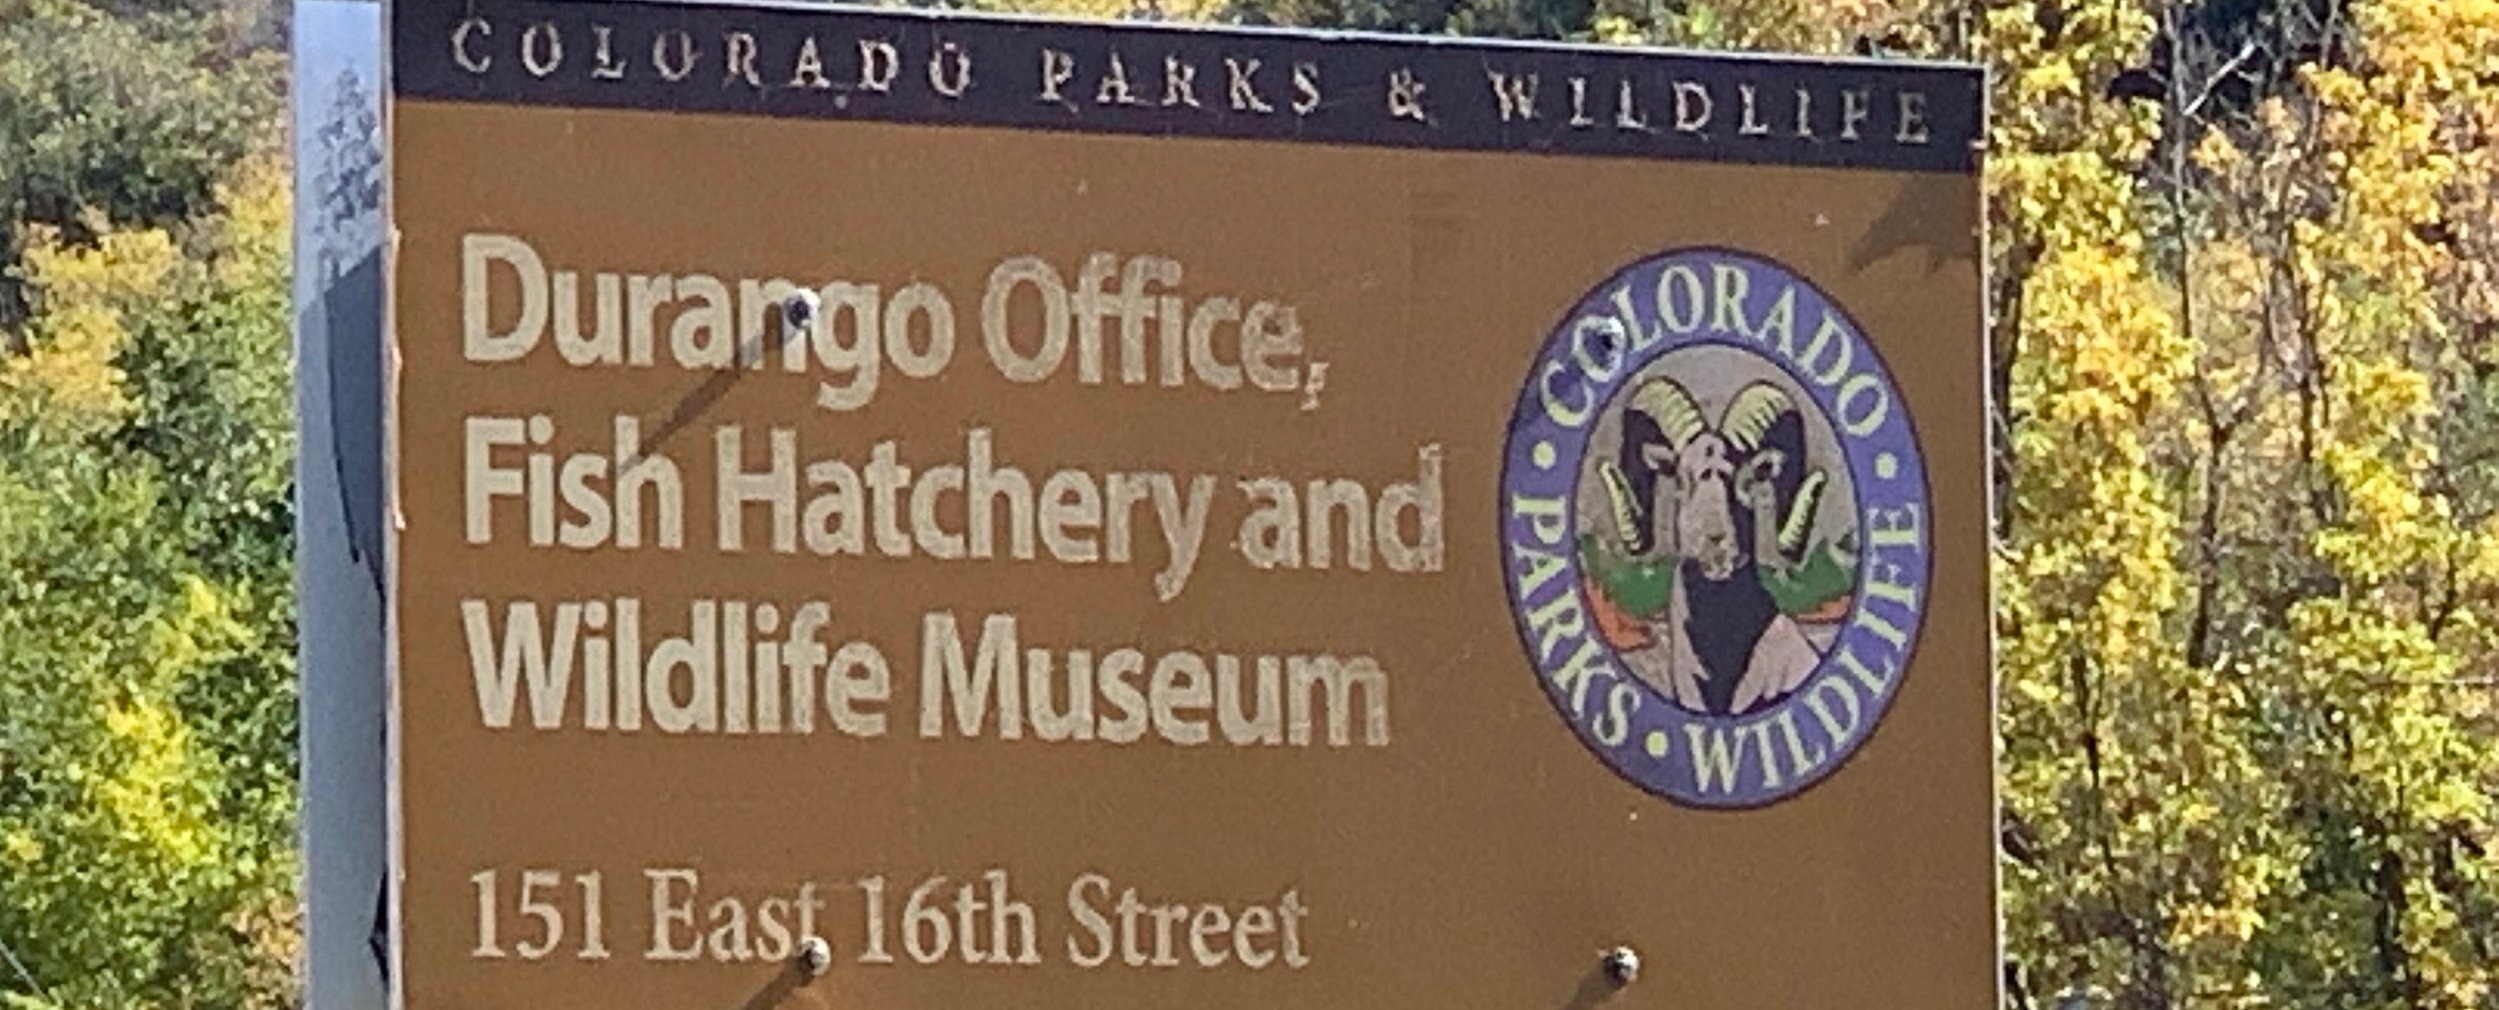 COLORADO PARKS & WILDLIFE
Durango Office,
Fish Hatchery and
Wildlife Museum
151 East 16th Street
COLORADO • PARKS • WILDLIFE •